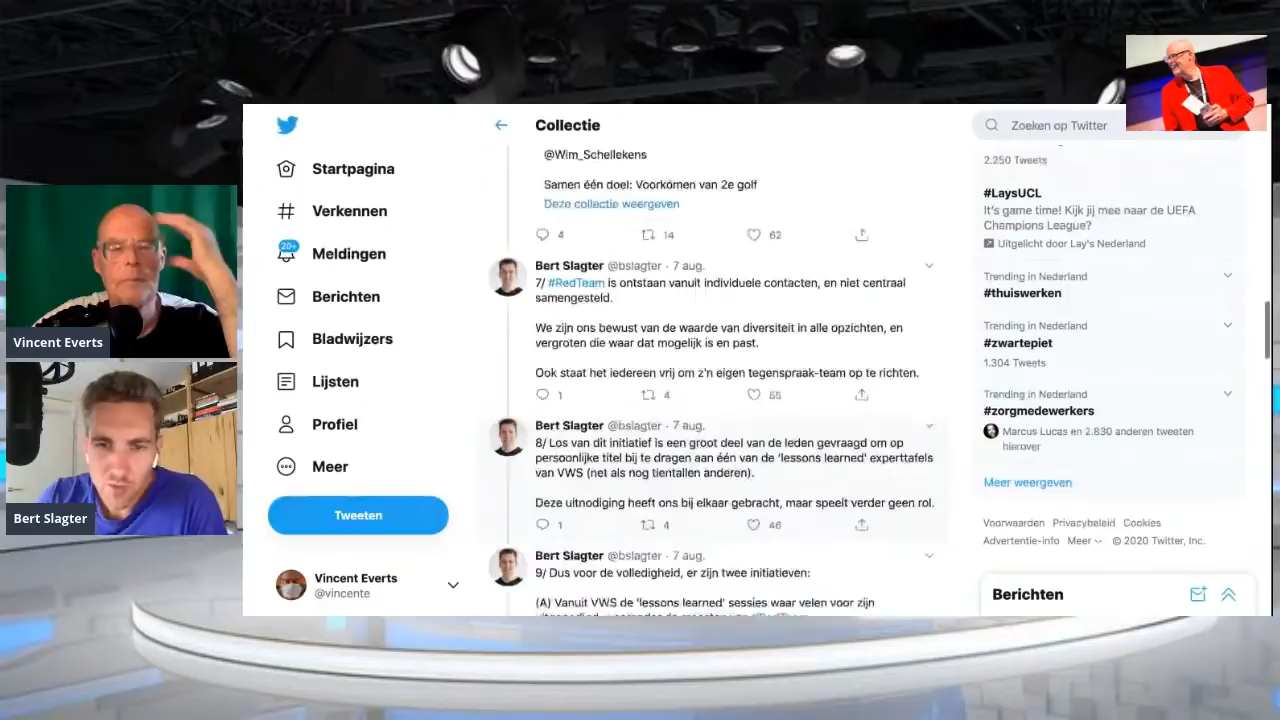 Vincent Everts
Bert Slagter
Startpagina
Verkennen
20+
Meldingen
Berichten
Bladwijzers
Lijsten
Profiel
Meer
Tweeten
Vincent Everts
@vincente
Collectie
@Wim_Schellekens
Samen één doel: Voorkómen van 2e golf
Deze collectie weergeven
4 14 62
Bert Slagter @bslagter · 7 aug.
7/ #RedTeam is ontstaan vanuit individuele contacten, en niet centraal
samengesteld.
We zijn ons bewust van de waarde van diversiteit in alle opzichten, en
vergroten die waar dat mogelijk is en past.
Ook staat het iedereen vrij om z'n eigen tegenspraak-team op te richten.
1 4 55
Bert Slagter @bslagter · 7 aug.
8/ Los van dit initiatief is een groot deel van de leden gevraagd om op
persoonlijke titel bij te dragen aan één van de 'lessons learned' experttafels
van VWS (net als nog tientallen anderen).
Deze uitnodiging heeft ons bij elkaar gebracht, maar speelt verder geen rol.
1 4 46
Bert Slagter @bslagter · 7 aug.
9/ Dus voor de volledigheid, er zijn twee initiatieven:
(A) Vanuit VWS de 'lessons learned' sessies waar velen voor zijn
Zoeken op Twitter
2.250 Tweets
#LaysUCL
It's game time! Kijk jij mee naar de UEFA
Champions League?
Uitgelicht door Lay's Nederland
Trending in Nederland
#thuiswerken
Trending in Nederland
#zwartepiet
1.304 Tweets
Trending in Nederland
#zorgmedewerkers
Marcus Lucas en 2.830 anderen tweeten
hierover
Meer weergeven
Voorwaarden Privacybeleid Cookies
Advertentie-info Meer © 2020 Twitter, Inc.
Berichten